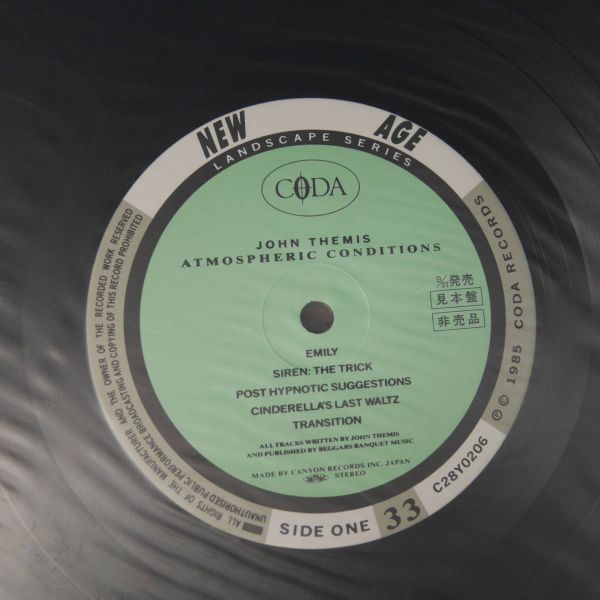 NEW AGE
LANDSCAPE SERIES
CODA
JOHN THEMIS
ATMOSPHERIC CONDITIONS
9/21発売
見本盤
非売品
EMILY
SIREN: THE TRICK
POST HYPNOTIC SUGGESTIONS
CINDERELLA'S LAST WALTZ
TRANSITION
ALL TRACKS WRITTEN BY JOHN THEMIS
AND PUBLISHED BY BEGGARS BANQUET MUSIC
MADE BY CANYON RECORDS INC. JAPAN
STEREO
SIDE ONE
33
C28Y0206
Ⓟ © 1985 CODA RECORDS
ALL RIGHTS OF THE MANUFACTURER AND THE OWNER OF THE RECORDED WORK RESERVED
UNAUTHORISED PUBLIC PERFORMANCE BROADCASTING AND COPYING OF THIS RECORD PROHIBITED